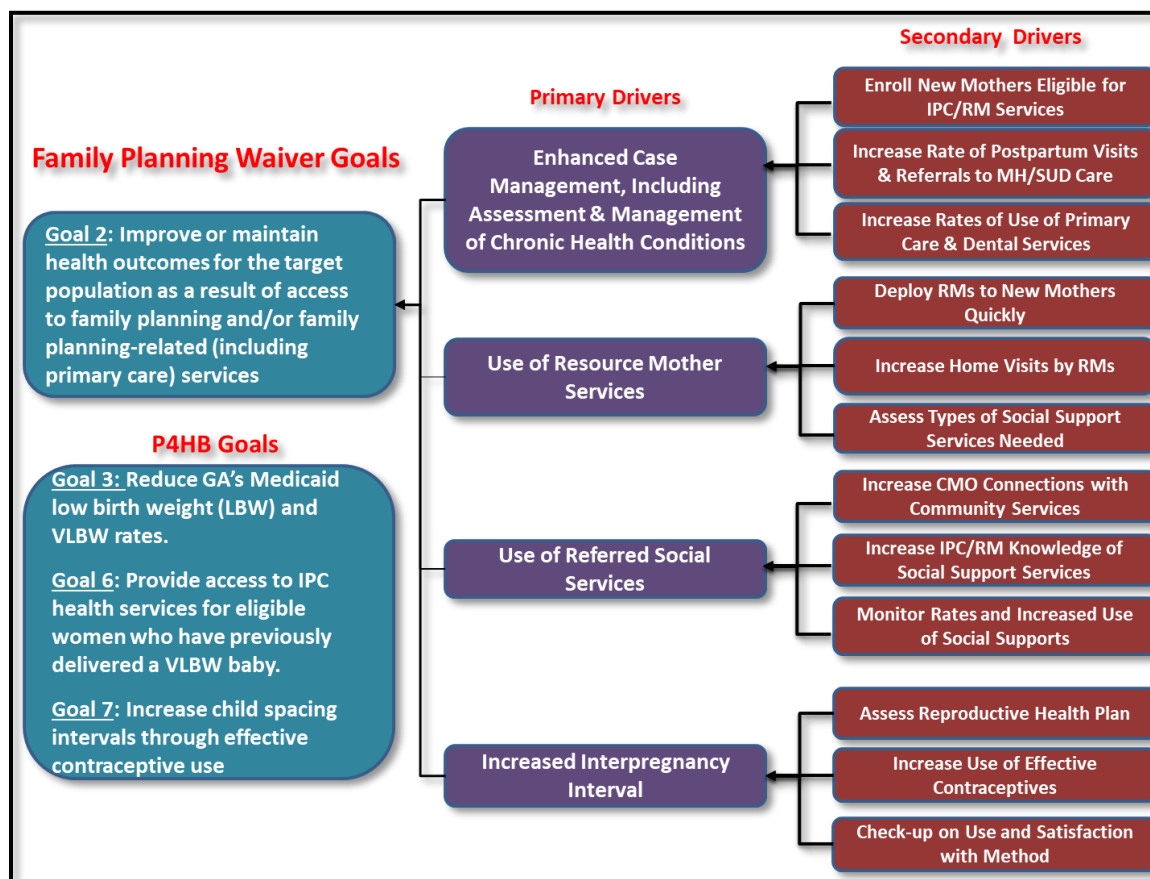 Family Planning Waiver Goals
Goal 2: Improve or maintain
health outcomes for the target
population as a result of access
to family planning and/or family
planning-related (including
primary care) services
P4HB Goals
Goal 3: Reduce GA's Medicaid
low birth weight (LBW) and
VLBW rates.
Goal 6: Provide access to IPC
health services for eligible
women who have previously
delivered a VLBW baby.
Goal 7: Increase child spacing
intervals through effective
contraceptive use
Primary Drivers
Enhanced Case
Management, Including
Assessment & Management
of Chronic Health Conditions
Use of Resource Mother
Services
Use of Referred Social
Services
Increased Interpregnancy
Interval
Secondary Drivers
Enroll New Mothers Eligible for
IPC/RM Services
Increase Rate of Postpartum Visits
& Referrals to MH/SUD Care
Increase Rates of Use of Primary
Care & Dental Services
Deploy RMs to New Mothers
Quickly
Increase Home Visits by RMs
Assess Types of Social Support
Services Needed
Increase CMO Connections with
Community Services
Increase IPC/RM Knowledge of
Social Support Services
Monitor Rates and Increased Use
of Social Supports
Assess Reproductive Health Plan
Increase Use of Effective
Contraceptives
Check-up on Use and Satisfaction
with Method